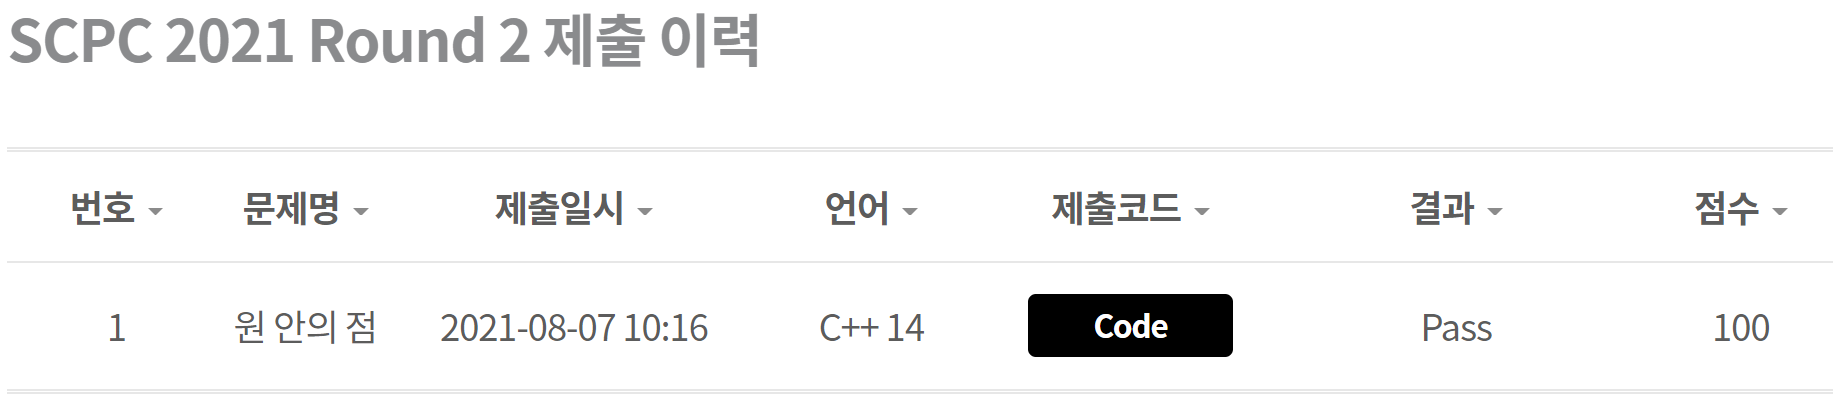 SCPC 2021 Round 2 제출 이력
번호 문제명 제출일시 언어 제출코드 결과 점수
1 원 안의 점 2021-08-07 10:16 C++ 14 Code Pass 100